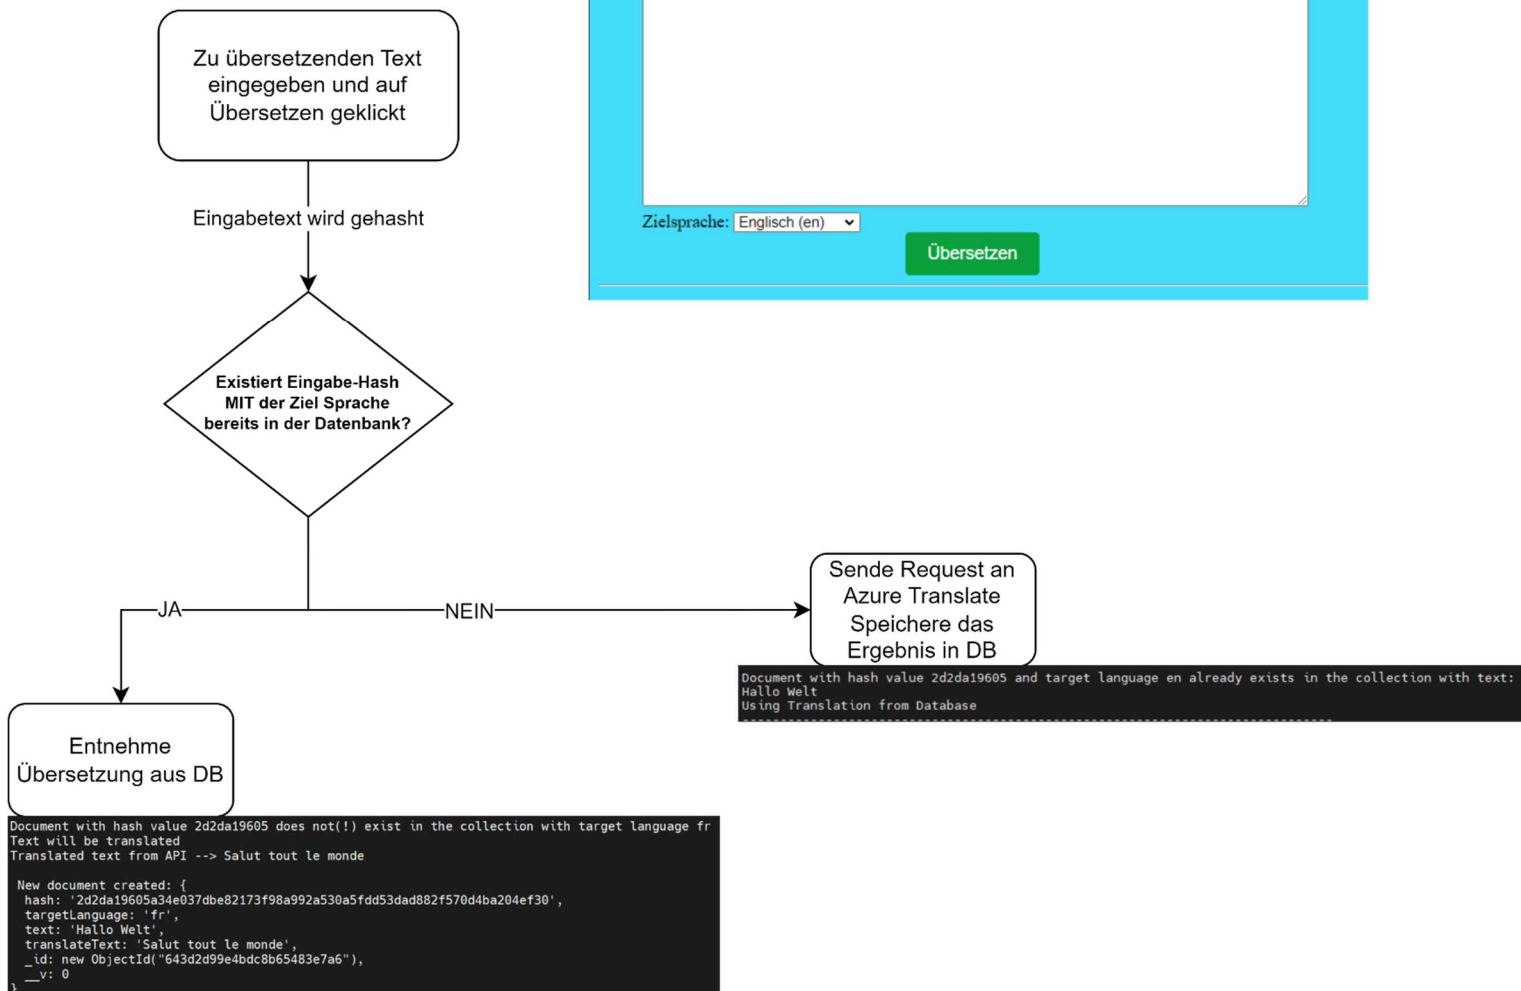 Zu übersetzenden Text
eingegeben und auf
Übersetzen geklickt
Eingabetext wird gehasht
Zielsprache: Englisch (en)
Übersetzen
Existiert Eingabe-Hash
MIT der Ziel Sprache
bereits in der Datenbank?
JA
NEIN
Sende Request an
Azure Translate
Speichere das
Ergebnis in DB
Document with hash value 2d2da19605 and target language en already exists in the collection with text:
Hallo Welt
Using Translation from Database
--------------------------------------------------------------------------------
Entnehme
Übersetzung aus DB
Document with hash value 2d2da19605 does not(!) exist in the collection with target language fr
Text will be translated
Translated text from API --> Salut tout le monde
New document created: {
hash: '2d2da19605a34e037dbe82173f98a992a530a5fdd53dad882f570d4ba204ef30',
targetLanguage: 'fr',
text: 'Hallo Welt',
translateText: 'Salut tout le monde',
_id: new ObjectId("643d2d99e4bdc8b65483e7a6"),
__v: 0
}